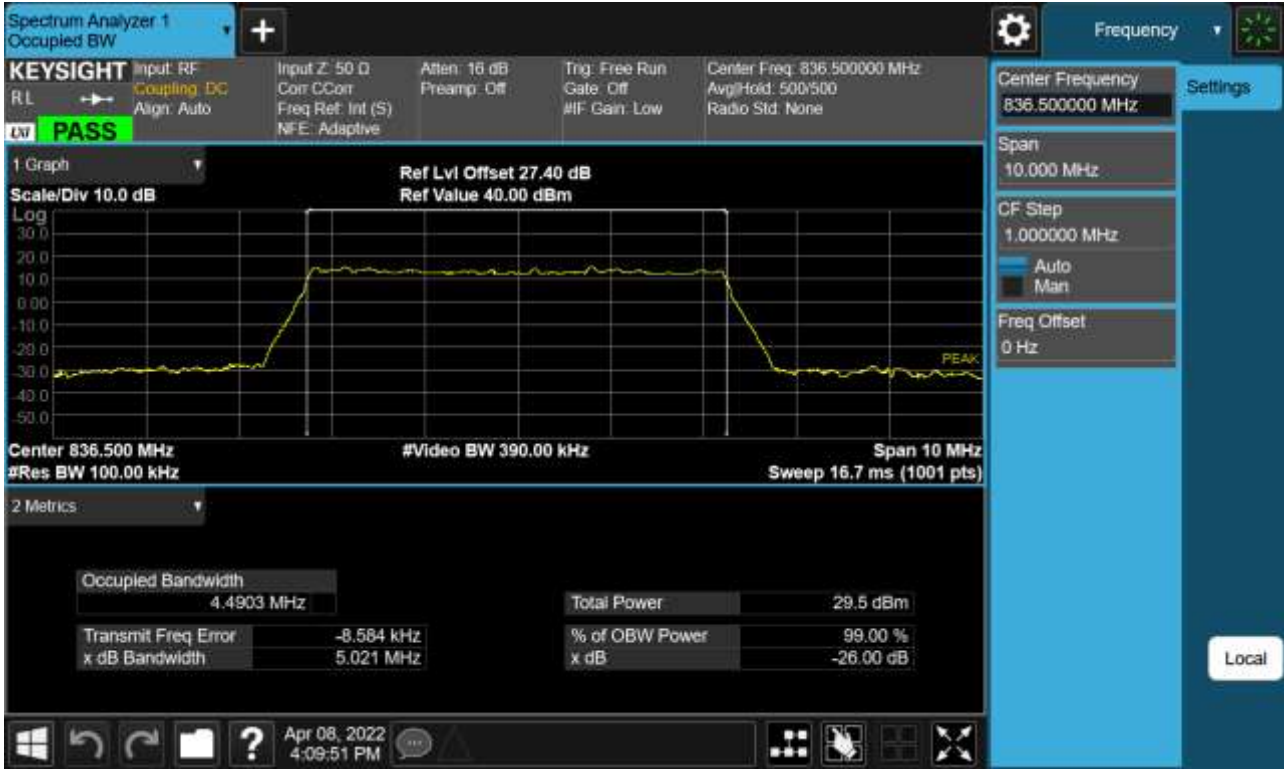 Spectrum Analyzer 1
Occupied BW
Frequency
KEYSIGHT
RL
LXI
PASS
Input: RF
Coupling: DC
Align: Auto
Input Z: 50 Ω
Corr CCorr
Freq Ref: Int (S)
NFE: Adaptive
Atten: 16 dB
Preamp: Off
Trig: Free Run
Gate: Off
#IF Gain: Low
Center Freq: 836.500000 MHz
Avg|Hold: 500/500
Radio Std: None
1 Graph
Scale/Div 10.0 dB
Ref Lvl Offset 27.40 dB
Ref Value 40.00 dBm
Log
30.0
20.0
10.0
0.00
-10.0
-20.0
-30.0
-40.0
-50.0
PEAK
Center 836.500 MHz
#Res BW 100.00 kHz
#Video BW 390.00 kHz
Span 10 MHz
Sweep 16.7 ms (1001 pts)
2 Metrics
Occupied Bandwidth
4.4903 MHz
Total Power 29.5 dBm
Transmit Freq Error -8.584 kHz
x dB Bandwidth 5.021 MHz
% of OBW Power 99.00 %
x dB -26.00 dB
Center Frequency
836.500000 MHz
Settings
Span
10.000 MHz
CF Step
1.000000 MHz
Auto
Man
Freq Offset
0 Hz
Local
?
Apr 08, 2022
4:09:51 PM